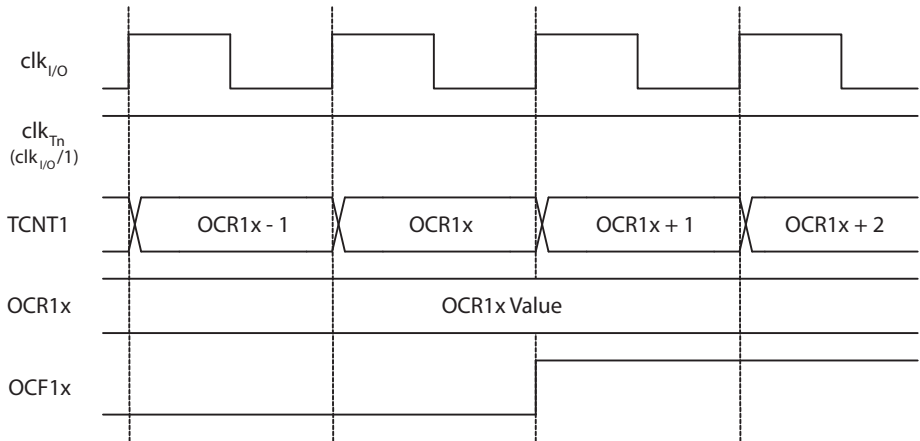 clkI/O
clkTn
(clkI/O/1)
TCNT1 OCR1x - 1 OCR1x OCR1x + 1 OCR1x + 2
OCR1x OCR1x Value
OCF1x